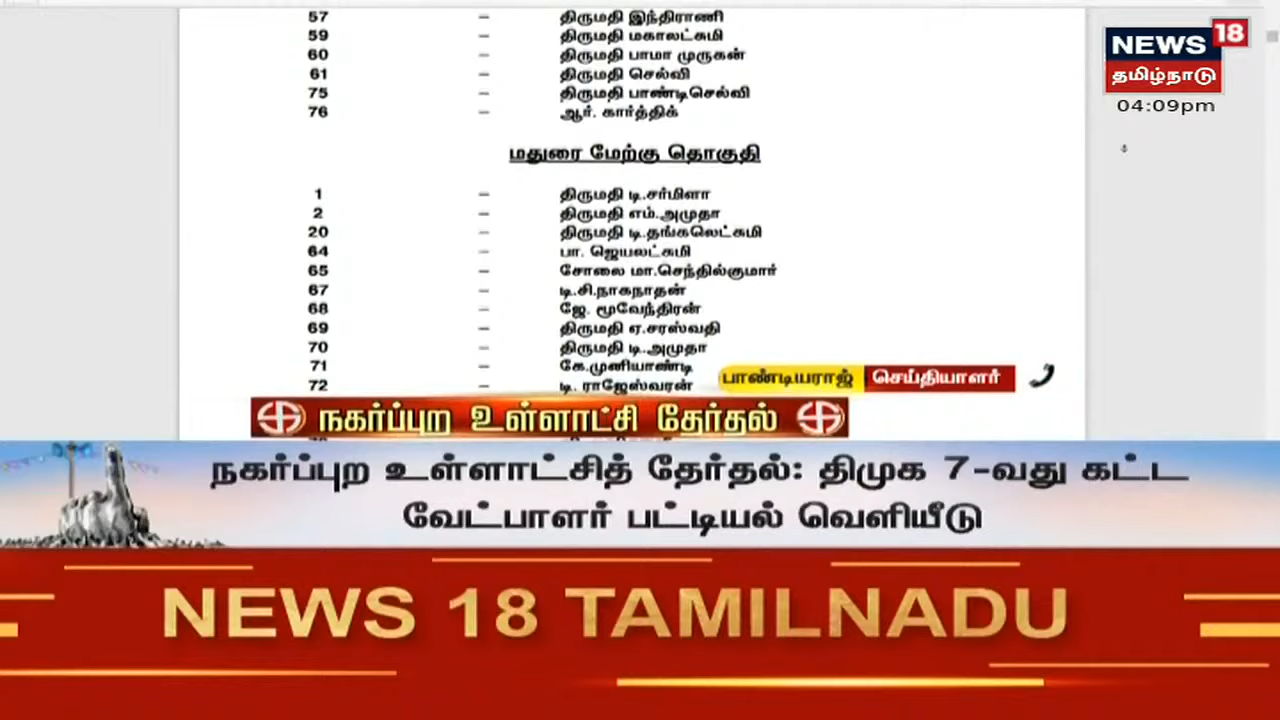 57 – திருமதி இந்திராணி
59 – திருமதி மகாலட்சுமி
60 – திருமதி பாமா முருகன்
61 – திருமதி செல்வி
75 – திருமதி பாண்டிசெல்வி
76 – ஆர். கார்த்திக்
மதுரை மேற்கு தொகுதி
1 – திருமதி டி.சர்மிளா
2 – திருமதி எம்.அமுதா
20 – திருமதி டி.தங்கலெட்சுமி
64 – பா. ஜெயலட்சுமி
65 – சோலை மா.செந்தில்குமார்
67 – டி.சி.நாகநாதன்
68 – ஜே. மூவேந்திரன்
69 – திருமதி ஏ.சரஸ்வதி
70 – திருமதி டி.அமுதா
71 – கே.முனியாண்டி
72 – டி. ராஜேஸ்வரன்
NEWS 18
தமிழ்நாடு
04:09pm
பாண்டியராஜ் செய்தியாளர்
நகர்ப்புற உள்ளாட்சி தேர்தல்
நகர்ப்புற உள்ளாட்சித் தேர்தல்: திமுக 7-வது கட்ட
வேட்பாளர் பட்டியல் வெளியீடு
NEWS 18 TAMILNADU